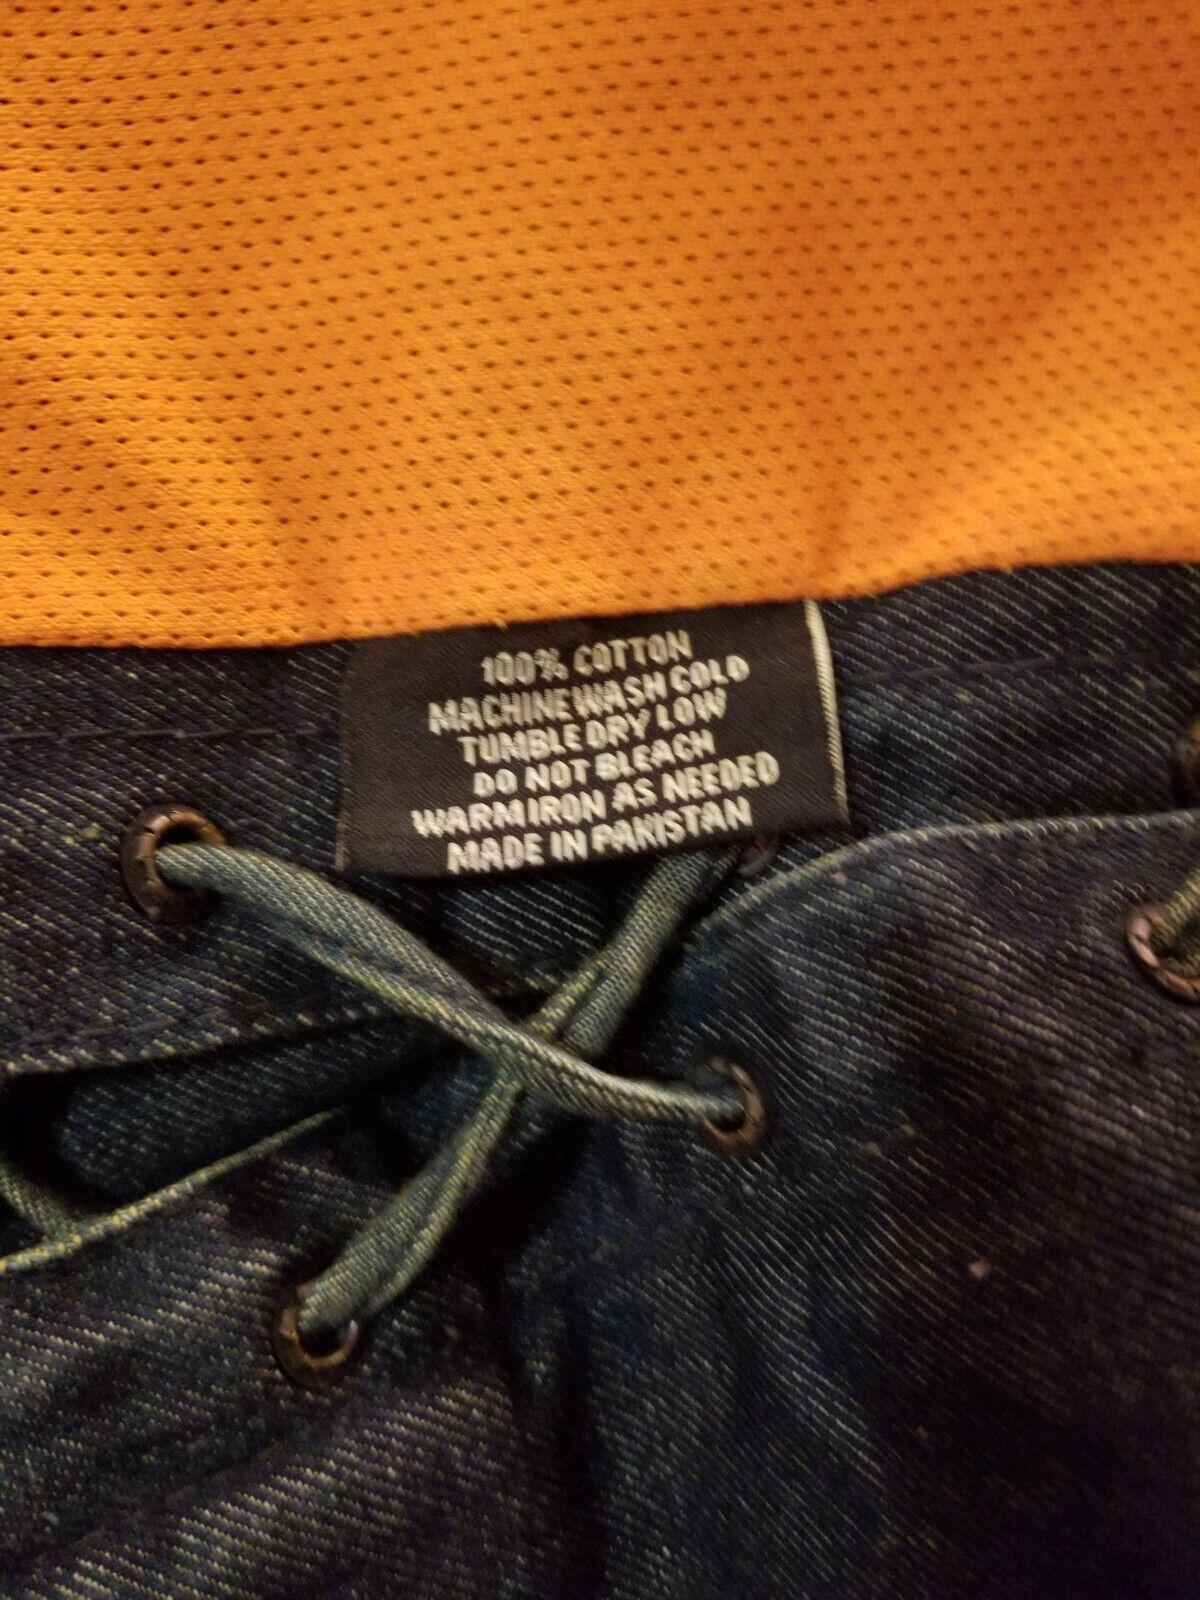 100% COTTON
MACHINE WASH COLD
TUMBLE DRY LOW
DO NOT BLEACH
WARM IRON AS NEEDED
MADE IN PAKISTAN